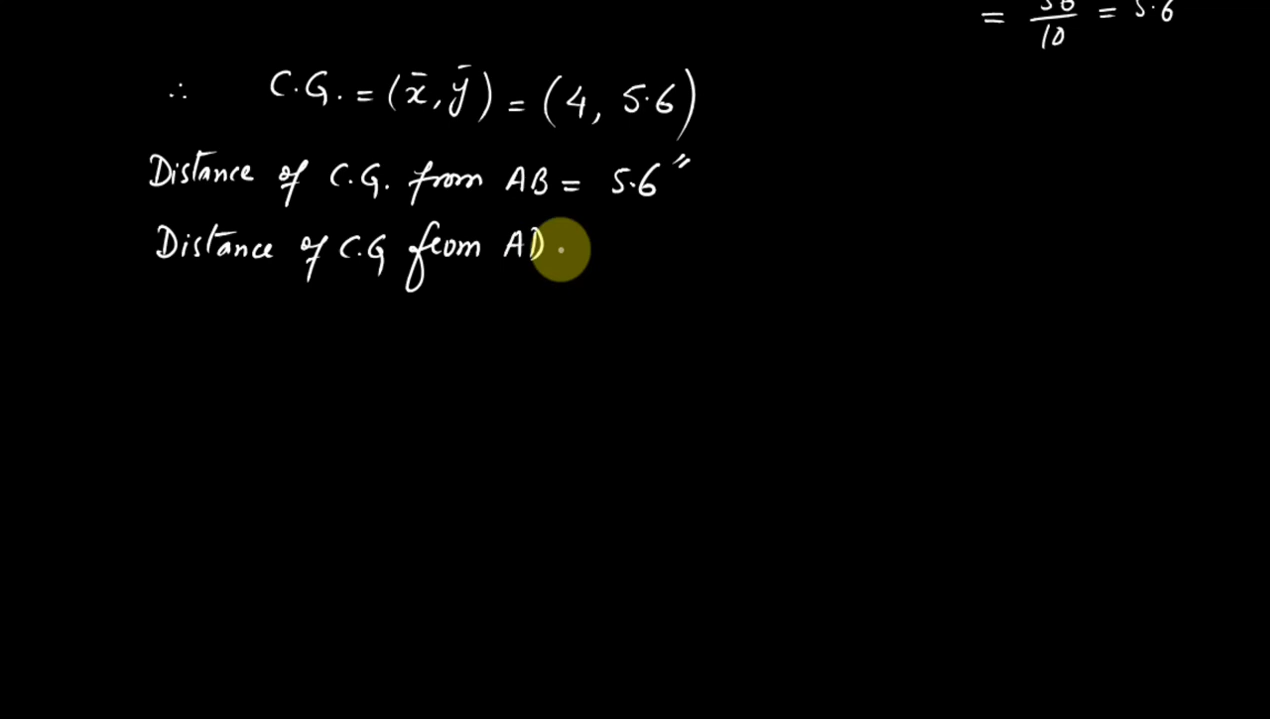 = 56/10 = 5.6
∴ C.G. = (x̄, ȳ) = (4, 5.6)
Distance of C.G. from AB = 5.6"
Distance of C.G from AD